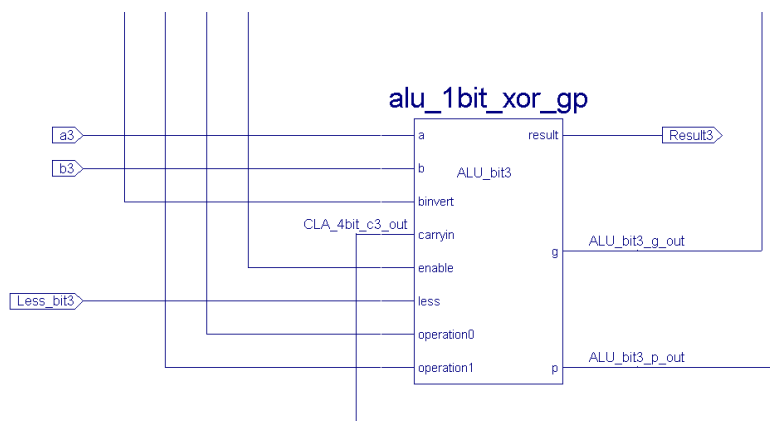 alu_1bit_xor_gp
a3
a
result
Result3
b3
b
ALU_bit3
binvert
CLA_4bit_c3_out
carryin
ALU_bit3_g_out
g
enable
Less_bit3
less
operation0
ALU_bit3_p_out
operation1
p